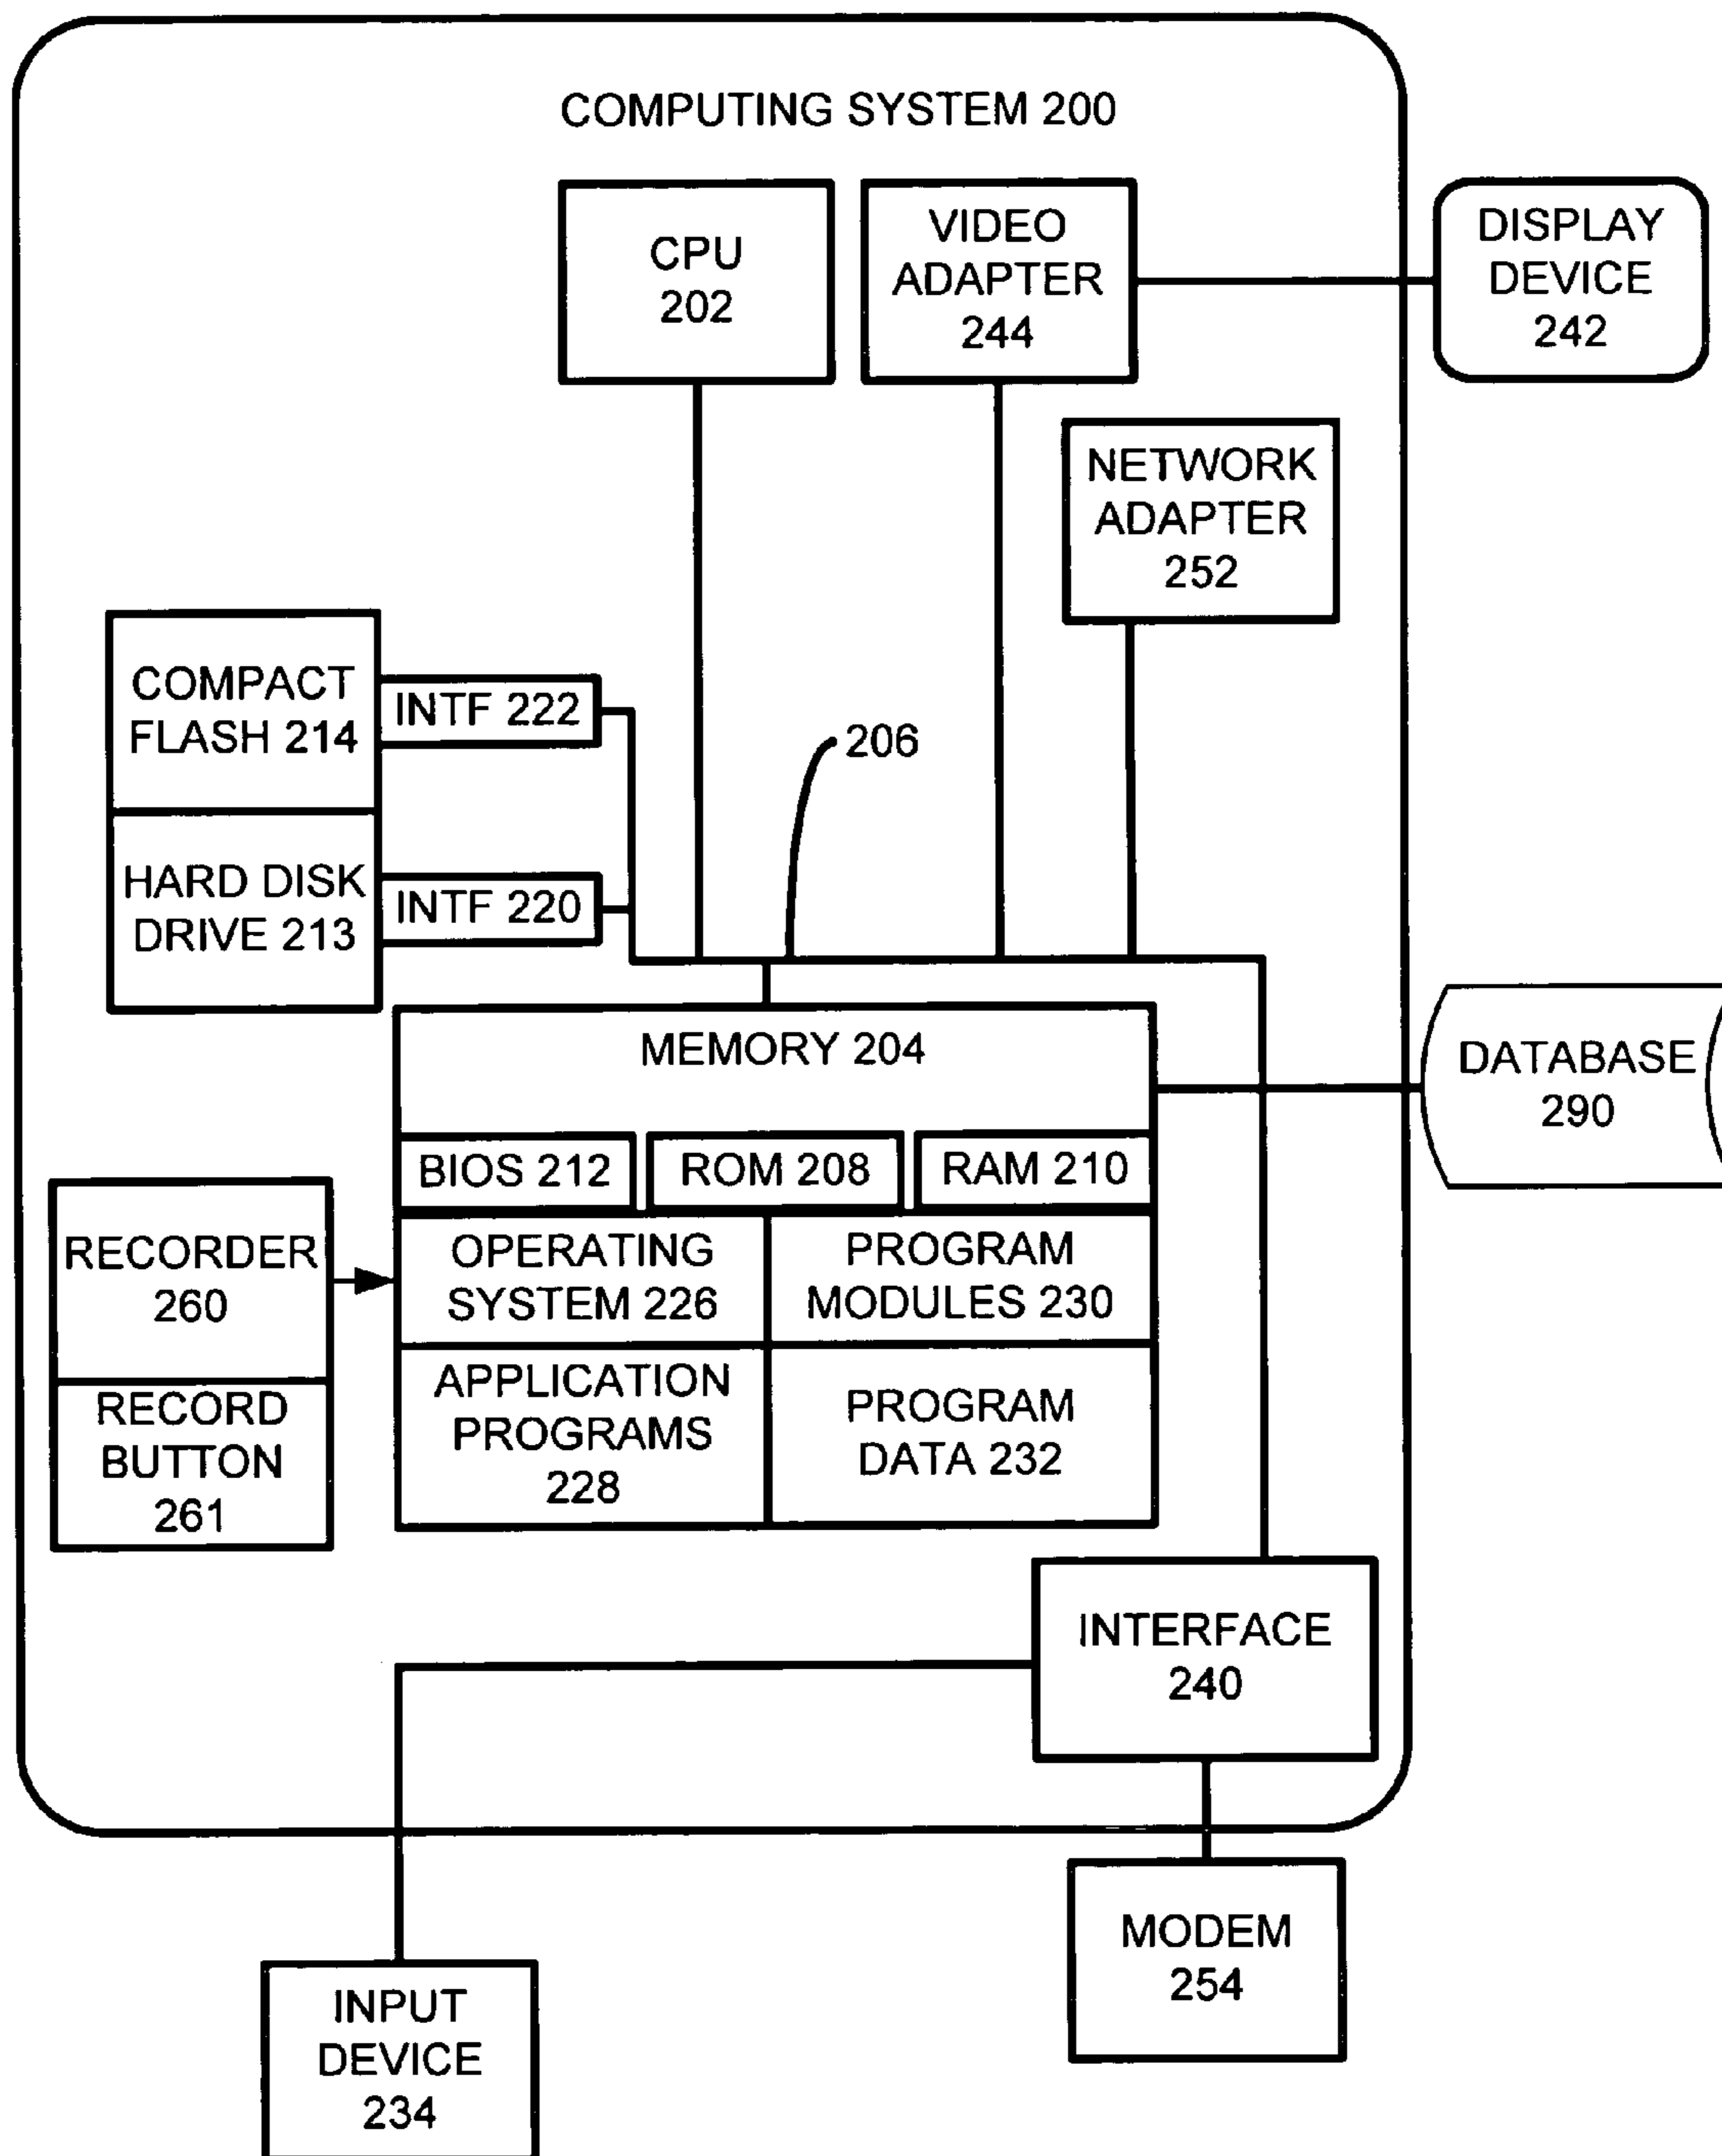 COMPUTING SYSTEM 200
CPU
202
VIDEO
ADAPTER
244
DISPLAY
DEVICE
242
NETWORK
ADAPTER
252
COMPACT
FLASH 214
INTF 222
206
HARD DISK
DRIVE 213
INTF 220
MEMORY 204
DATABASE
290
BIOS 212
ROM 208
RAM 210
RECORDER
260
OPERATING
SYSTEM 226
PROGRAM
MODULES 230
RECORD
BUTTON
261
APPLICATION
PROGRAMS
228
PROGRAM
DATA 232
INTERFACE
240
MODEM
254
INPUT
DEVICE
234